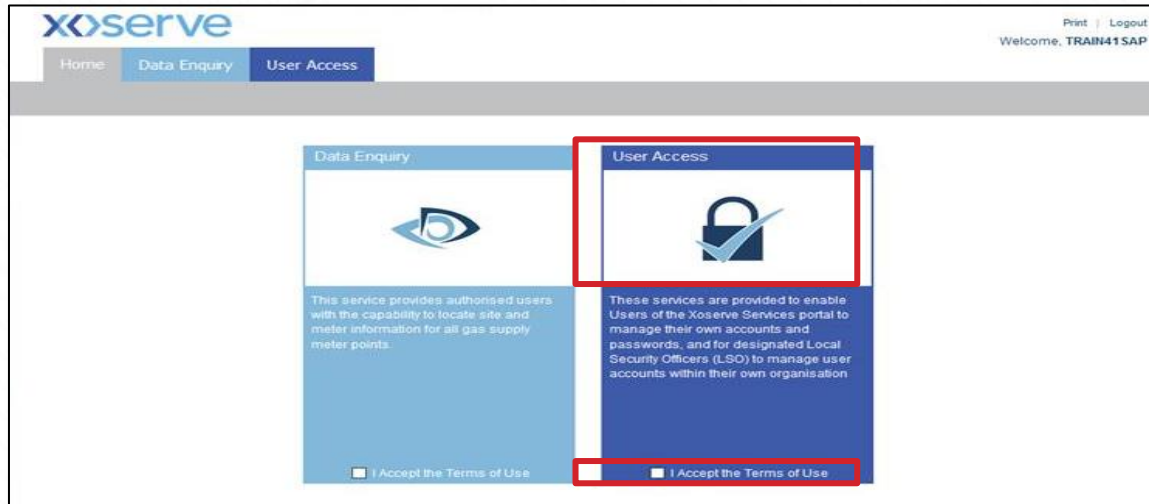 xoserve
Print | Logout
Welcome, TRAIN41SAP
Home Data Enquiry User Access
Data Enquiry
This service provides authorised users
with the capability to locate site and
meter information for all gas supply
meter points.
I Accept the Terms of Use
User Access
These services are provided to enable
Users of the Xoserve Services portal to
manage their own accounts and
passwords, and for designated Local
Security Officers (LSO) to manage user
accounts within their own organisation
I Accept the Terms of Use